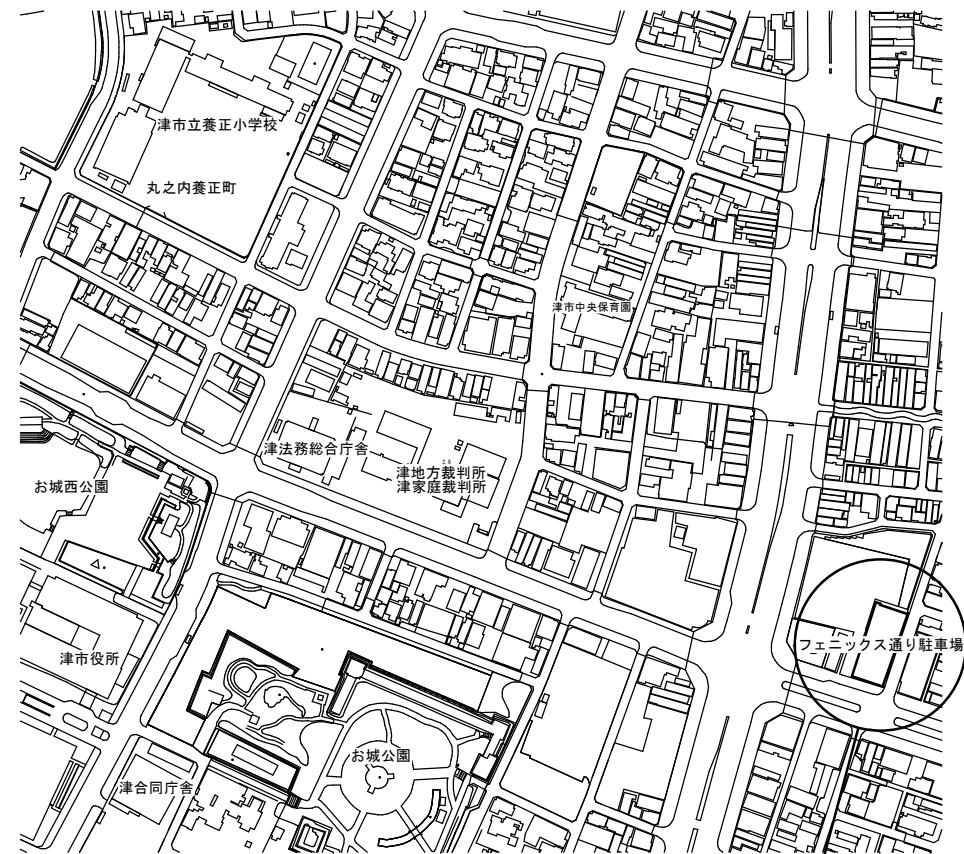 津市立養正小学校
丸之内養正町
津市中央保育園
津法務総合庁舎
2.8
津地方裁判所
津家庭裁判所
お城西公園
フェニックス通り駐車場
津市役所
お城公園
津合同庁舎